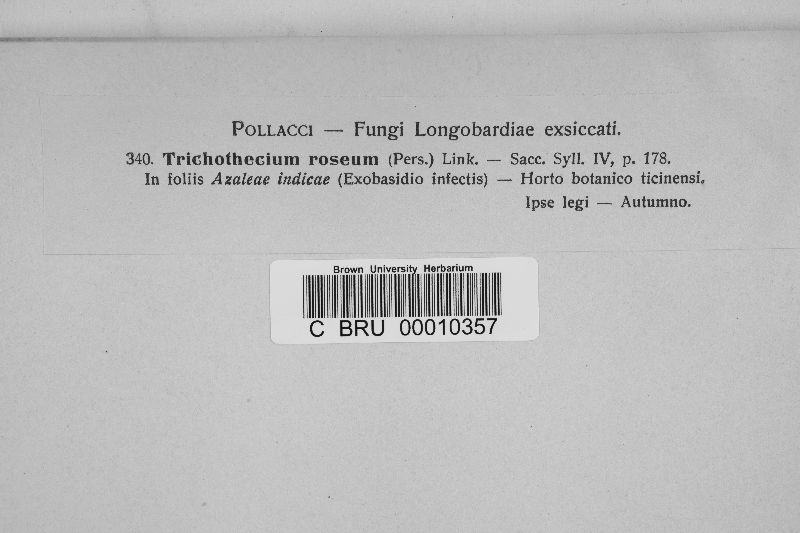 POLLACCI — Fungi Longobardiae exsiccati.
340. Trichothecium roseum (Pers.) Link. — Sacc. Syll. IV, p. 178.
In foliis Azaleae indicae (Exobasidio infectis) — Horto botanico ticinensi.
Ipse legi — Autumno.
Brown University Herbarium
C BRU 00010357